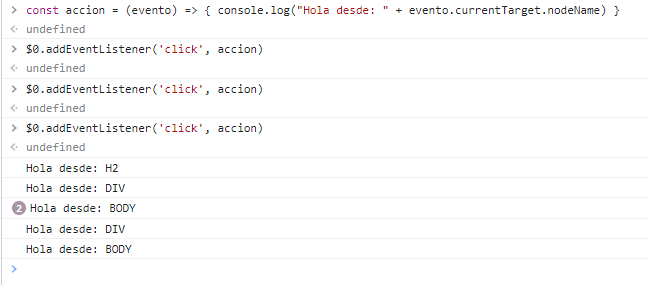 > const accion = (evento) => { console.log("Hola desde: " + evento.currentTarget.nodeName) }
undefined
> $0.addEventListener('click', accion)
undefined
> $0.addEventListener('click', accion)
undefined
> $0.addEventListener('click', accion)
undefined
Hola desde: H2
Hola desde: DIV
2 Hola desde: BODY
Hola desde: DIV
Hola desde: BODY
>